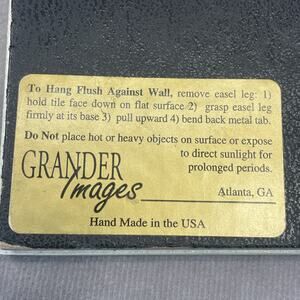 To Hang Flush Against Wall, remove easel leg: 1)
hold tile face down on flat surface 2) grasp easel leg
firmly at its base 3) pull upward 4) bend back metal tab.
Do Not place hot or heavy objects on surface or expose
to direct sunlight for
prolonged periods.
GRANDER
Images
Atlanta, GA
Hand Made in the USA